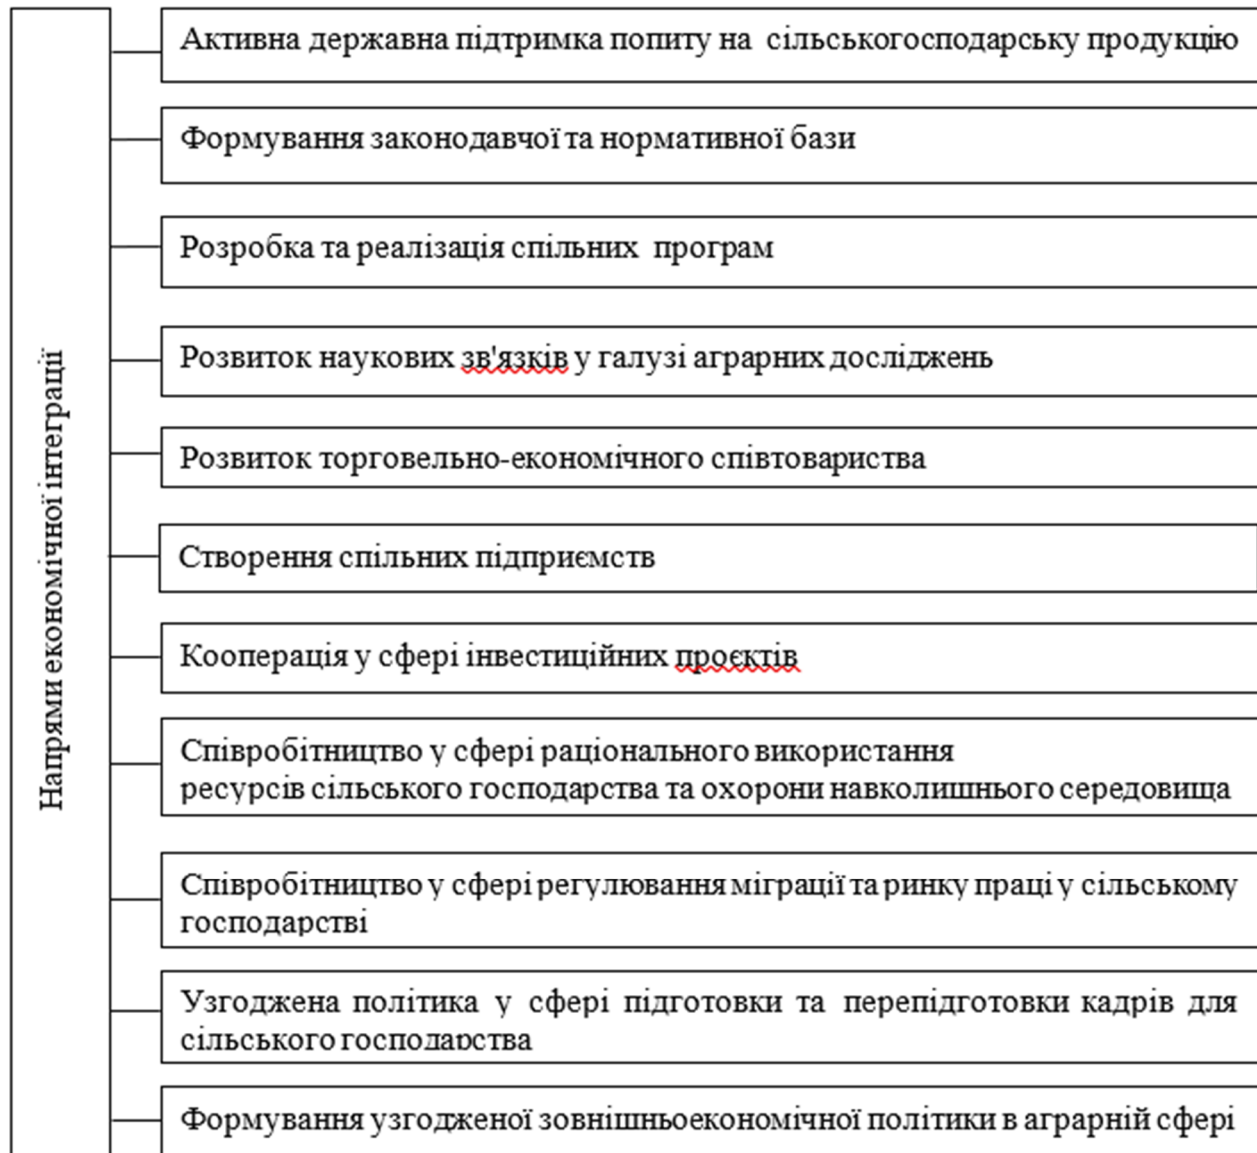 Напрями економічної інтеграції
Активна державна підтримка попиту на сільськогосподарську продукцію
Формування законодавчої та нормативної бази
Розробка та реалізація спільних програм
Розвиток наукових зв'язків у галузі аграрних досліджень
Розвиток торговельно-економічного співтовариства
Створення спільних підприємств
Кооперація у сфері інвестиційних проєктів
Співробітництво у сфері раціонального використання
ресурсів сільського господарства та охорони навколишнього середовища
Співробітництво у сфері регулювання міграції та ринку праці у сільському
господарстві
Узгоджена політика у сфері підготовки та перепідготовки кадрів для
сільського господарства
Формування узгодженої зовнішньоекономічної політики в аграрній сфері